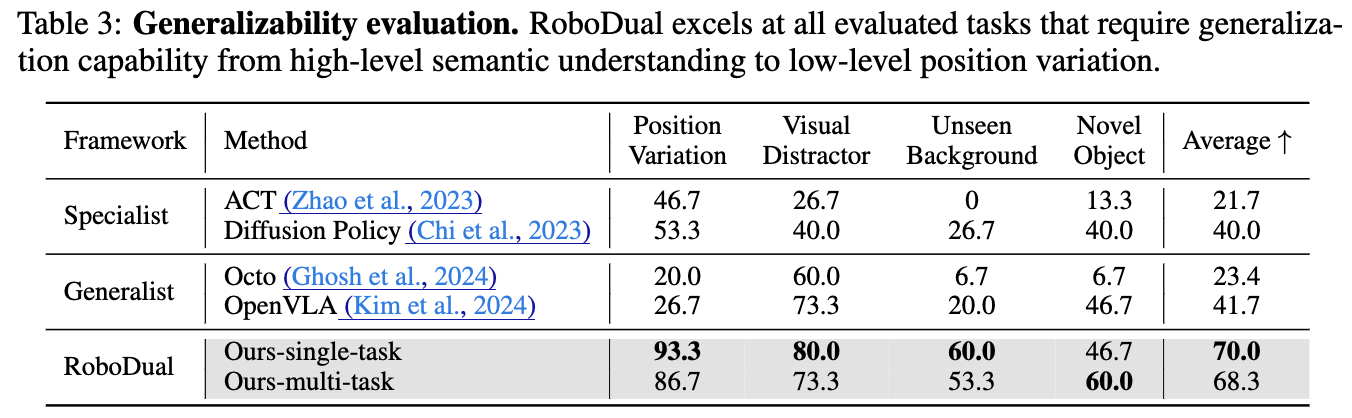 Table 3: Generalizability evaluation. RoboDual excels at all evaluated tasks that require generaliza-
tion capability from high-level semantic understanding to low-level position variation.
Framework Method Position Variation Visual Distractor Unseen Background Novel Object Average ↑
Specialist ACT (Zhao et al., 2023) 46.7 26.7 0 13.3 21.7
Diffusion Policy (Chi et al., 2023) 53.3 40.0 26.7 40.0 40.0
Generalist Octo (Ghosh et al., 2024) 20.0 60.0 6.7 6.7 23.4
OpenVLA (Kim et al., 2024) 26.7 73.3 20.0 46.7 41.7
RoboDual Ours-single-task 93.3 80.0 60.0 46.7 70.0
Ours-multi-task 86.7 73.3 53.3 60.0 68.3